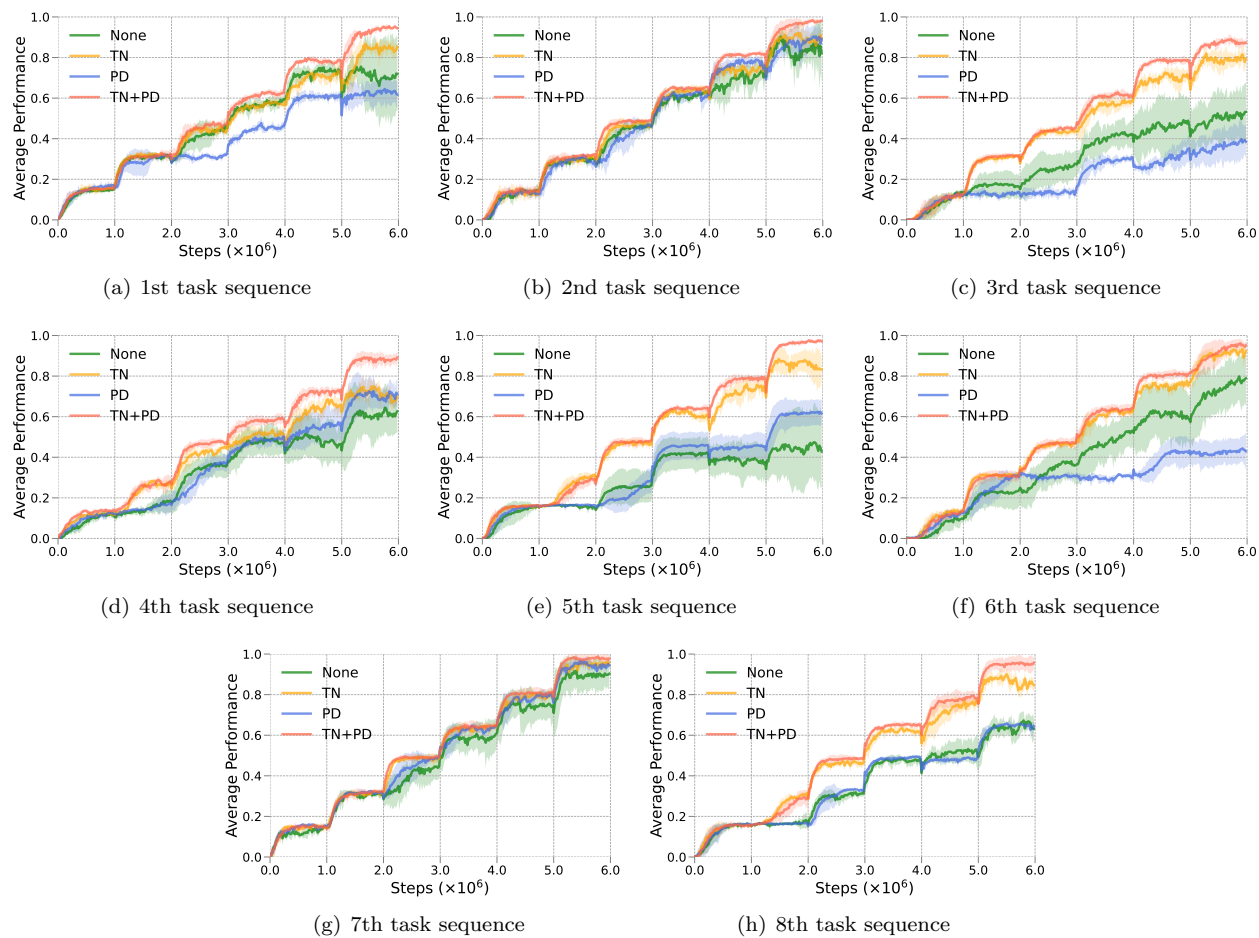 1.0
0.8
0.6
0.4
0.2
0.0
Average Performance
None
TN
PD
TN+PD
0.0 1.0 2.0 3.0 4.0 5.0 6.0
Steps (×10⁶)
(a) 1st task sequence
1.0
0.8
0.6
0.4
0.2
0.0
Average Performance
None
TN
PD
TN+PD
0.0 1.0 2.0 3.0 4.0 5.0 6.0
Steps (×10⁶)
(b) 2nd task sequence
1.0
0.8
0.6
0.4
0.2
0.0
Average Performance
None
TN
PD
TN+PD
0.0 1.0 2.0 3.0 4.0 5.0 6.0
Steps (×10⁶)
(c) 3rd task sequence
1.0
0.8
0.6
0.4
0.2
0.0
Average Performance
None
TN
PD
TN+PD
0.0 1.0 2.0 3.0 4.0 5.0 6.0
Steps (×10⁶)
(d) 4th task sequence
1.0
0.8
0.6
0.4
0.2
0.0
Average Performance
None
TN
PD
TN+PD
0.0 1.0 2.0 3.0 4.0 5.0 6.0
Steps (×10⁶)
(e) 5th task sequence
1.0
0.8
0.6
0.4
0.2
0.0
Average Performance
None
TN
PD
TN+PD
0.0 1.0 2.0 3.0 4.0 5.0 6.0
Steps (×10⁶)
(f) 6th task sequence
1.0
0.8
0.6
0.4
0.2
0.0
Average Performance
None
TN
PD
TN+PD
0.0 1.0 2.0 3.0 4.0 5.0 6.0
Steps (×10⁶)
(g) 7th task sequence
1.0
0.8
0.6
0.4
0.2
0.0
Average Performance
None
TN
PD
TN+PD
0.0 1.0 2.0 3.0 4.0 5.0 6.0
Steps (×10⁶)
(h) 8th task sequence